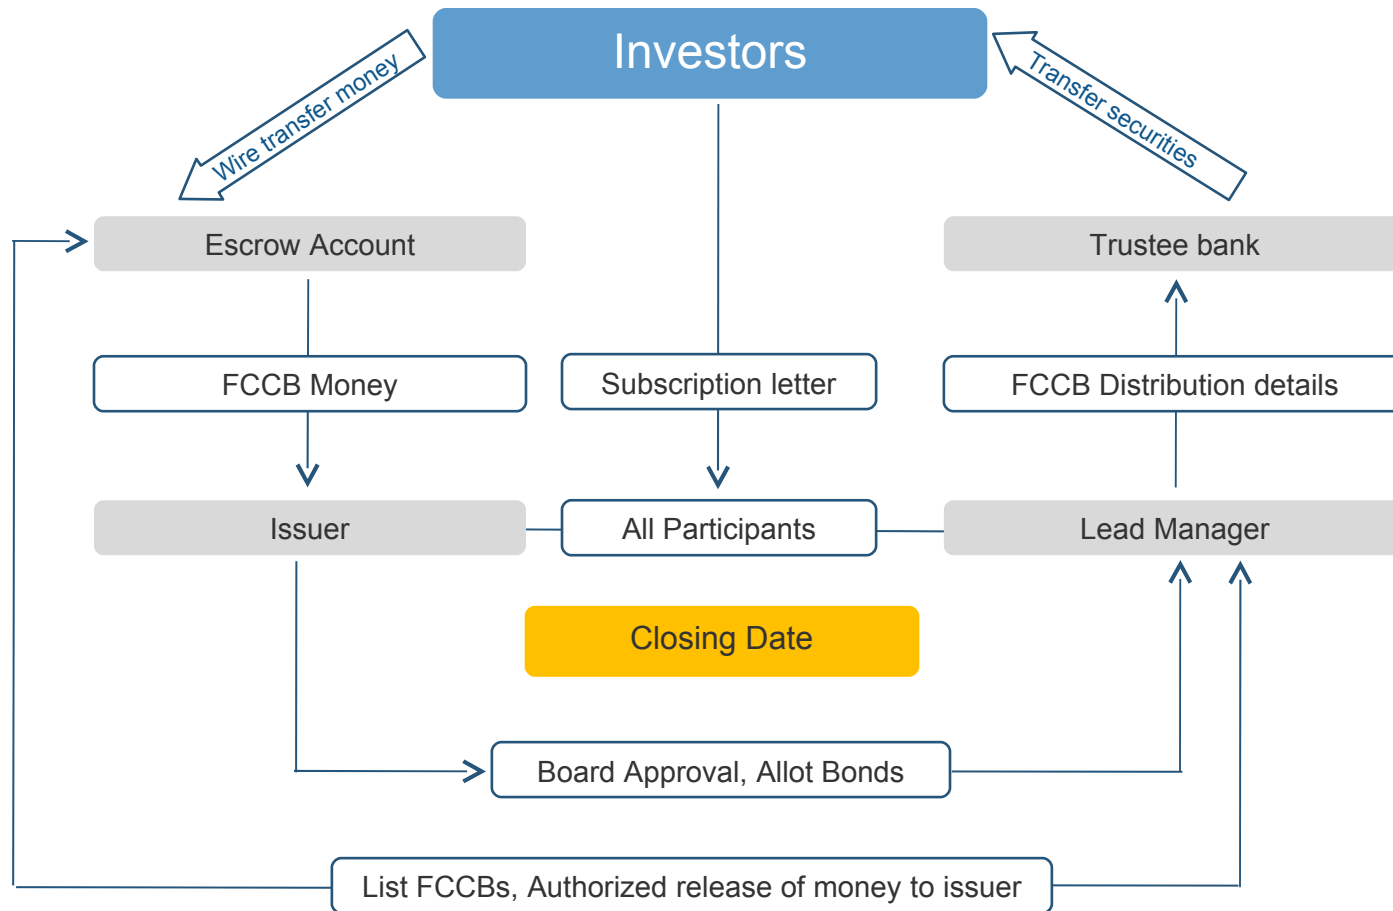 Investors
Wire transfer money
Transfer securities
Escrow Account
Trustee bank
FCCB Money
Subscription letter
FCCB Distribution details
Issuer
All Participants
Lead Manager
Closing Date
Board Approval, Allot Bonds
List FCCBs, Authorized release of money to issuer